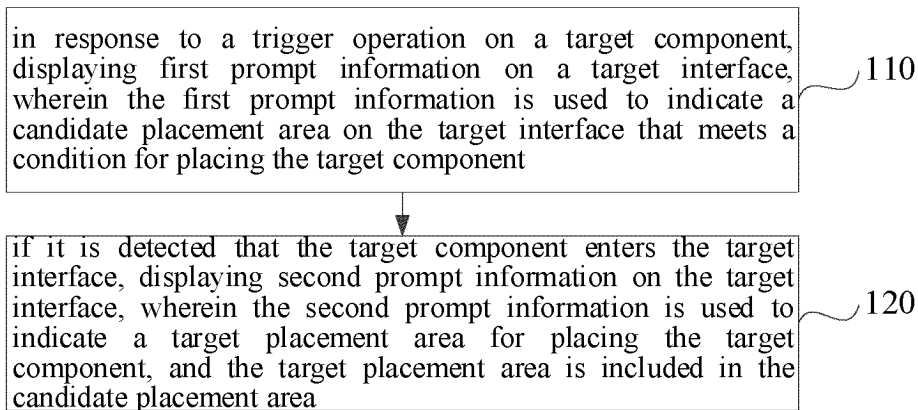 in response to a trigger operation on a target component,
displaying first prompt information on a target interface,
wherein the first prompt information is used to indicate a
candidate placement area on the target interface that meets a
condition for placing the target component
110
if it is detected that the target component enters the target
interface, displaying second prompt information on the target
interface, wherein the second prompt information is used to
indicate a target placement area for placing the target
component, and the target placement area is included in the
candidate placement area
120